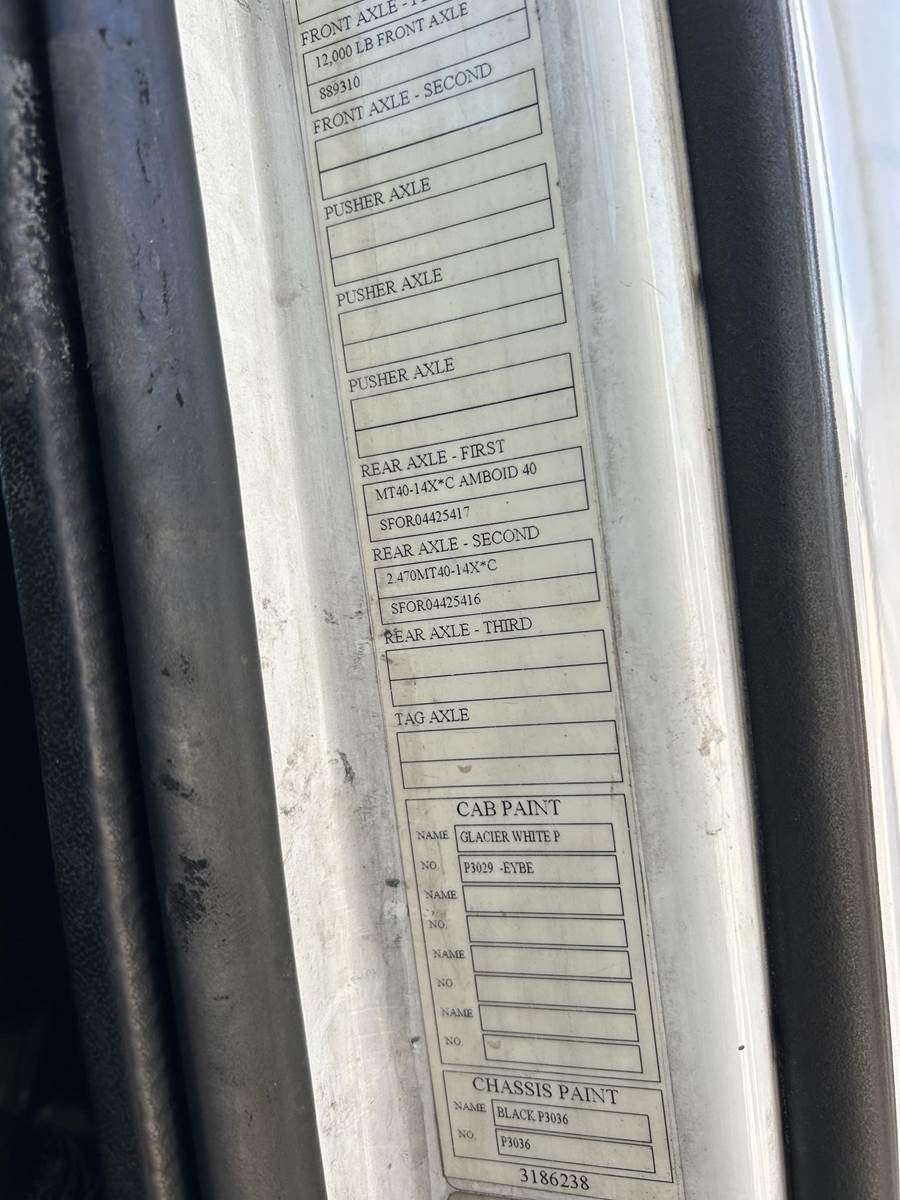 FRONT AXLE -
12,000 LB FRONT AXLE
889310
FRONT AXLE - SECOND
PUSHER AXLE
PUSHER AXLE
PUSHER AXLE
REAR AXLE - FIRST
MT40-14X*C AMBOID 40
SFOR04425417
REAR AXLE - SECOND
2.470MT40-14X*C
SFOR04425416
REAR AXLE - THIRD
TAG AXLE
CAB PAINT
NAME GLACIER WHITE P
NO. P3029 -EYBE
NAME
NO.
NAME
NO.
NAME
NO.
CHASSIS PAINT
NAME BLACK P3036
NO. P3036
3186238